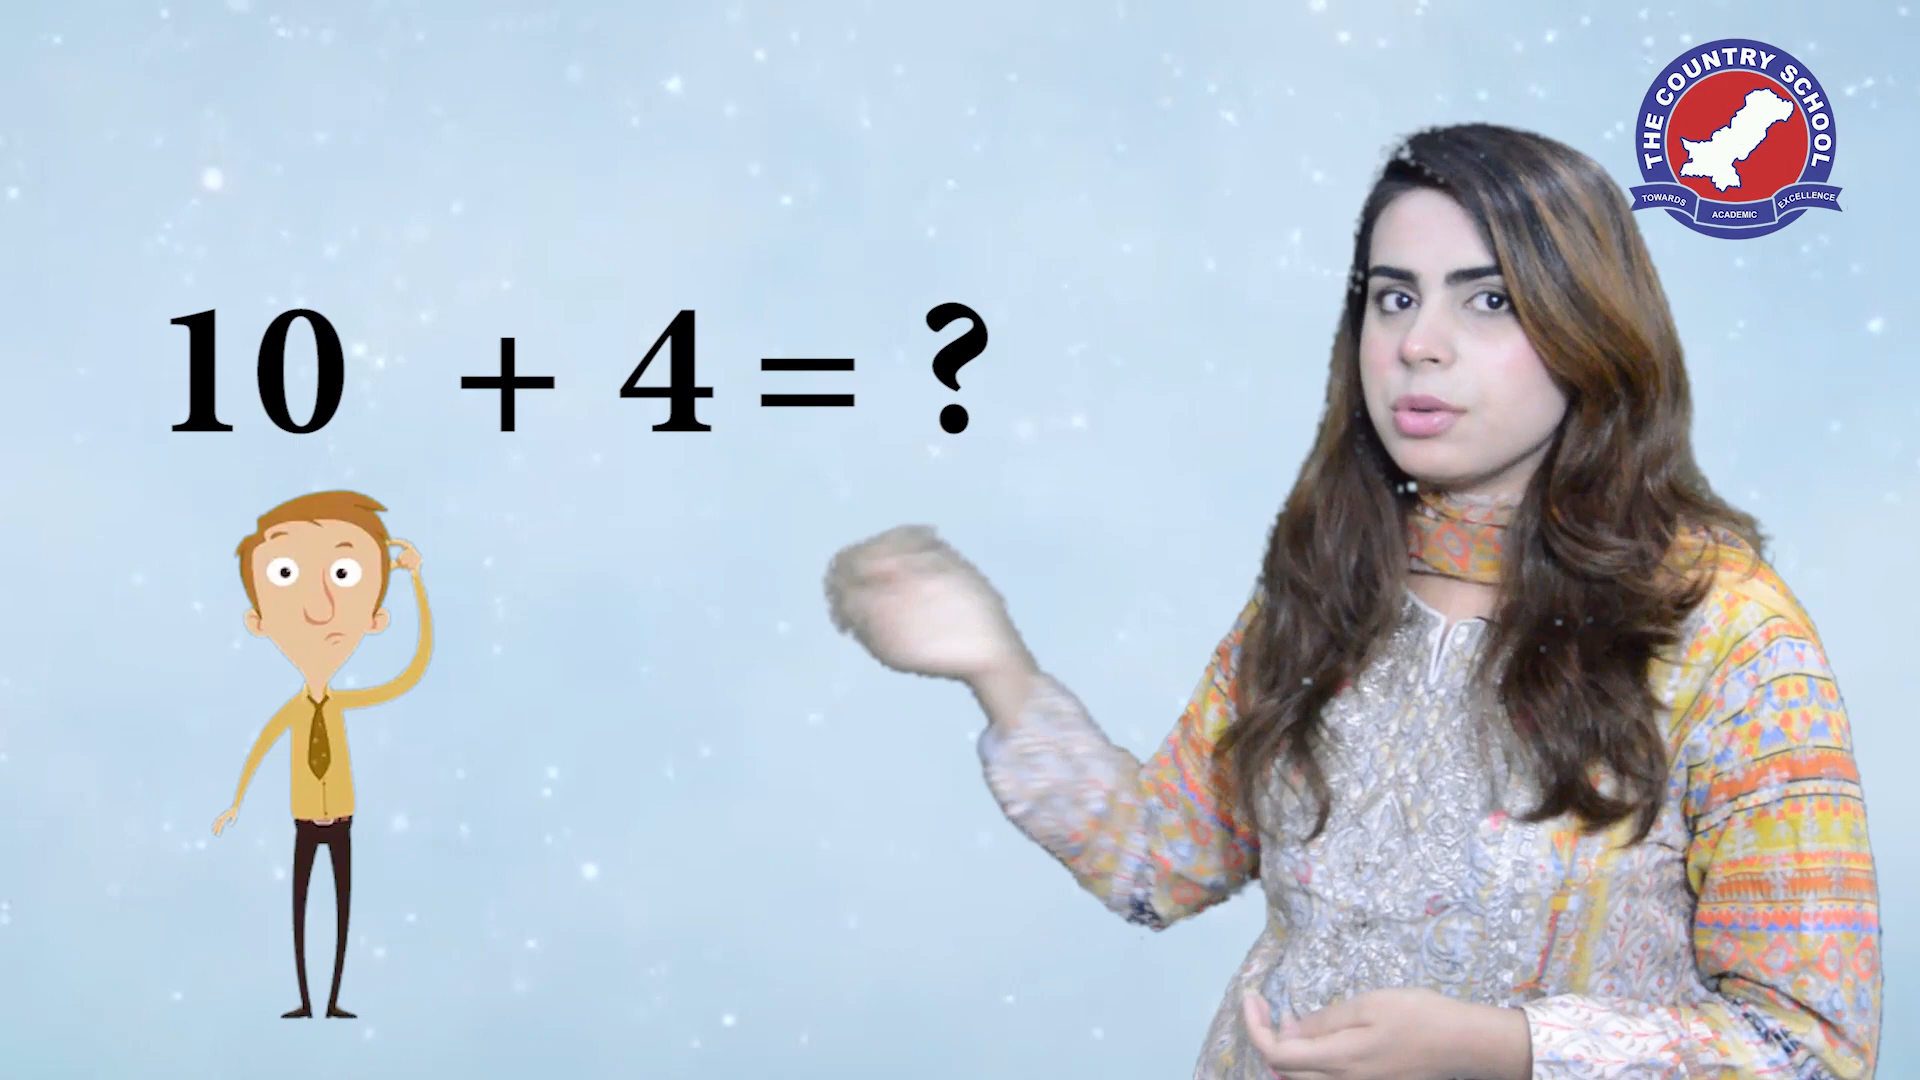 THE COUNTRY SCHOOL
TOWARDS ACADEMIC EXCELLENCE
10 + 4 = ?